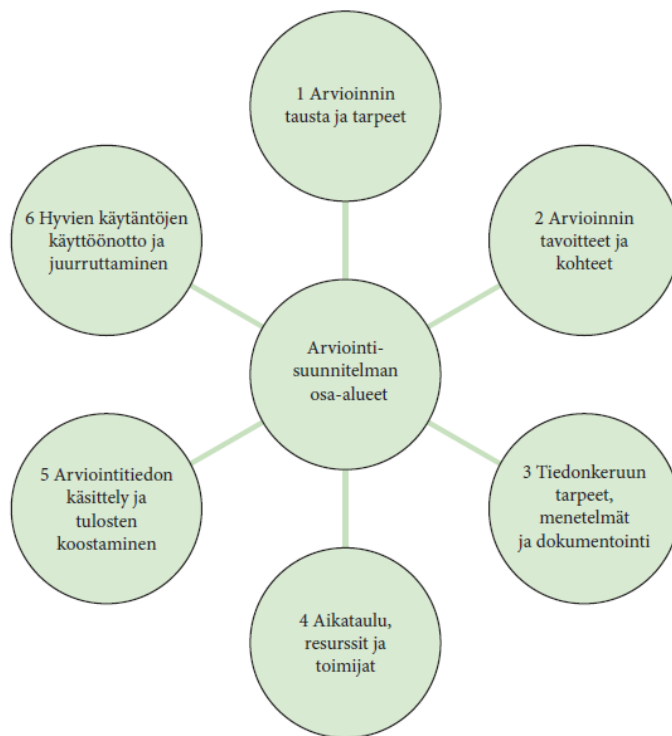 1 Arvioinnin
tausta ja tarpeet
2 Arvioinnin
tavoitteet ja
kohteet
3 Tiedonkeruun
tarpeet,
menetelmät
ja dokumentointi
4 Aikataulu,
resurssit ja
toimijat
5 Arviointitiedon
käsittely ja
tulosten
koostaminen
6 Hyvien käytäntöjen
käyttöönotto ja
juurruttaminen
Arviointi-
suunnitelman
osa-alueet